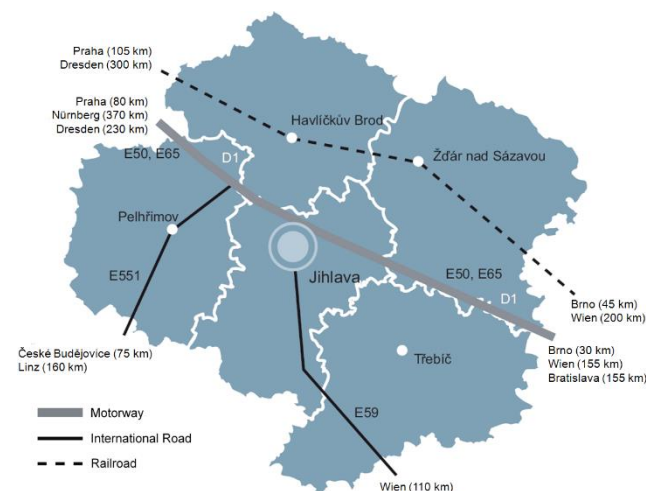 Praha (105 km)
Dresden (300 km)
Praha (80 km)
Nürnberg (370 km)
Dresden (230 km)
Havlíčkův Brod
E50, E65
D1
Žďár nad Sázavou
Pelhřimov
E551
Jihlava
E50, E65
D1
Brno (45 km)
Wien (200 km)
České Budějovice (75 km)
Linz (160 km)
Třebíč
Brno (30 km)
Wien (155 km)
Bratislava (155 km)
E59
Motorway
International Road
Railroad
Wien (110 km)